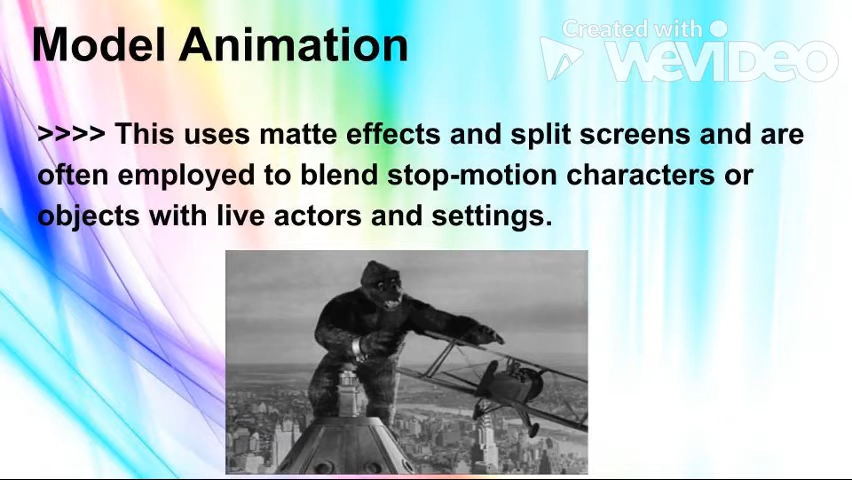 Model Animation
Created with
WEVIDEO
>>>> This uses matte effects and split screens and are
often employed to blend stop-motion characters or
objects with live actors and settings.